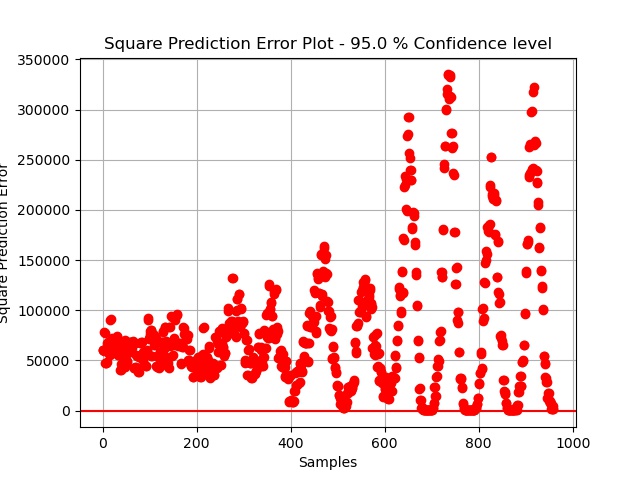 Square Prediction Error Plot - 95.0 % Confidence level
Square Prediction Error
350000
300000
250000
200000
150000
100000
50000
0
0 200 400 600 800 1000
Samples